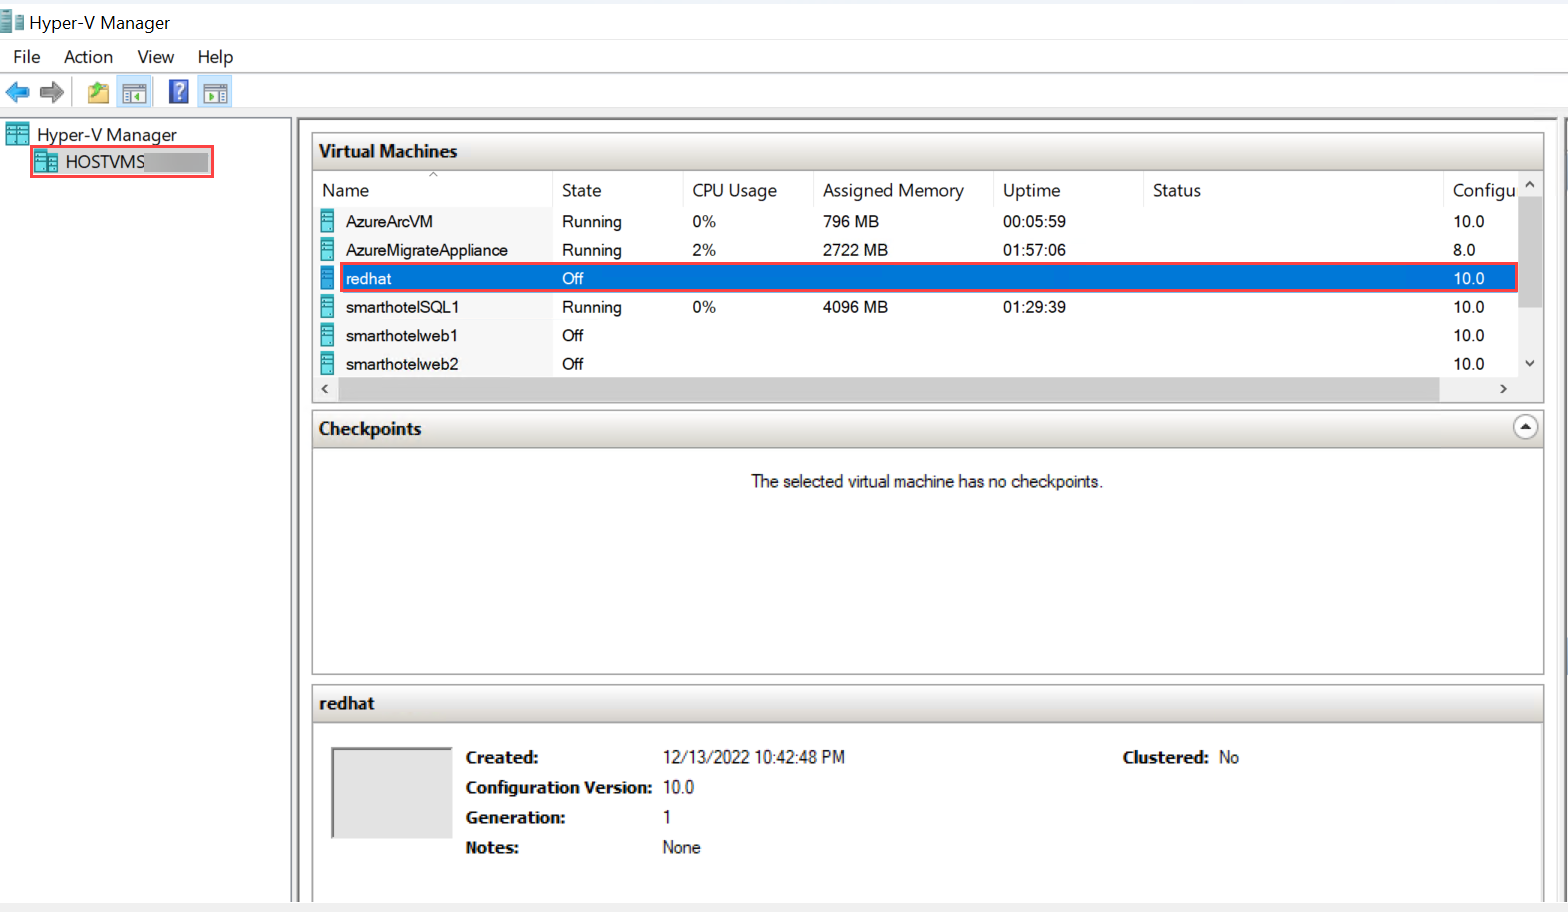 Hyper-V Manager
File Action View Help
Hyper-V Manager
HOSTVMS
Virtual Machines
Name State CPU Usage Assigned Memory Uptime Status Configu
AzureArcVM Running 0% 796 MB 00:05:59 10.0
AzureMigrateAppliance Running 2% 2722 MB 01:57:06 8.0
redhat Off 10.0
smarthotelSQL1 Running 0% 4096 MB 01:29:39 10.0
smarthotelweb1 Off 10.0
smarthotelweb2 Off 10.0
Checkpoints
The selected virtual machine has no checkpoints.
redhat
Created: 12/13/2022 10:42:48 PM Clustered: No
Configuration Version: 10.0
Generation: 1
Notes: None